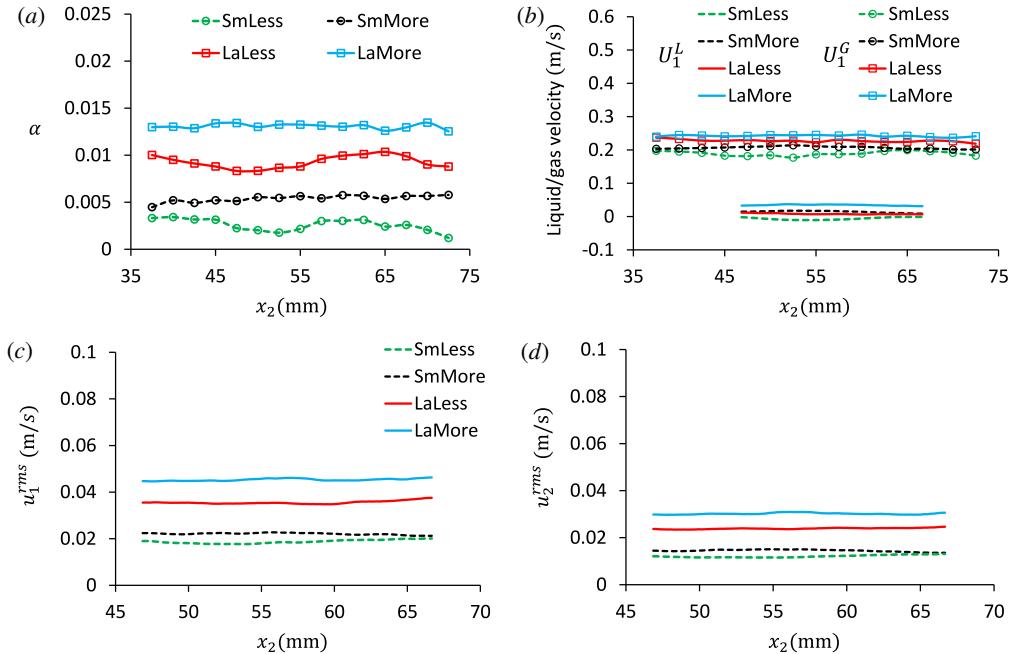 (a)
SmLess SmMore
LaLess LaMore
0.025
0.02
0.015
0.01
0.005
0
α
35 45 55 65 75
x₂(mm)
(b)
SmLess SmLess
SmMore SmMore
LaLess LaLess
LaMore LaMore
U₁ᴸ U₁ᴳ
Liquid/gas velocity (m/s)
0.6
0.5
0.4
0.3
0.2
0.1
0
-0.1
35 45 55 65 75
x₂(mm)
(c)
SmLess
SmMore
LaLess
LaMore
0.1
0.08
0.06
0.04
0.02
0
u₁ʳᵐˢ (m/s)
45 50 55 60 65 70
x₂(mm)
(d)
0.1
0.08
0.06
0.04
0.02
0
u₂ʳᵐˢ (m/s)
45 50 55 60 65 70
x₂(mm)